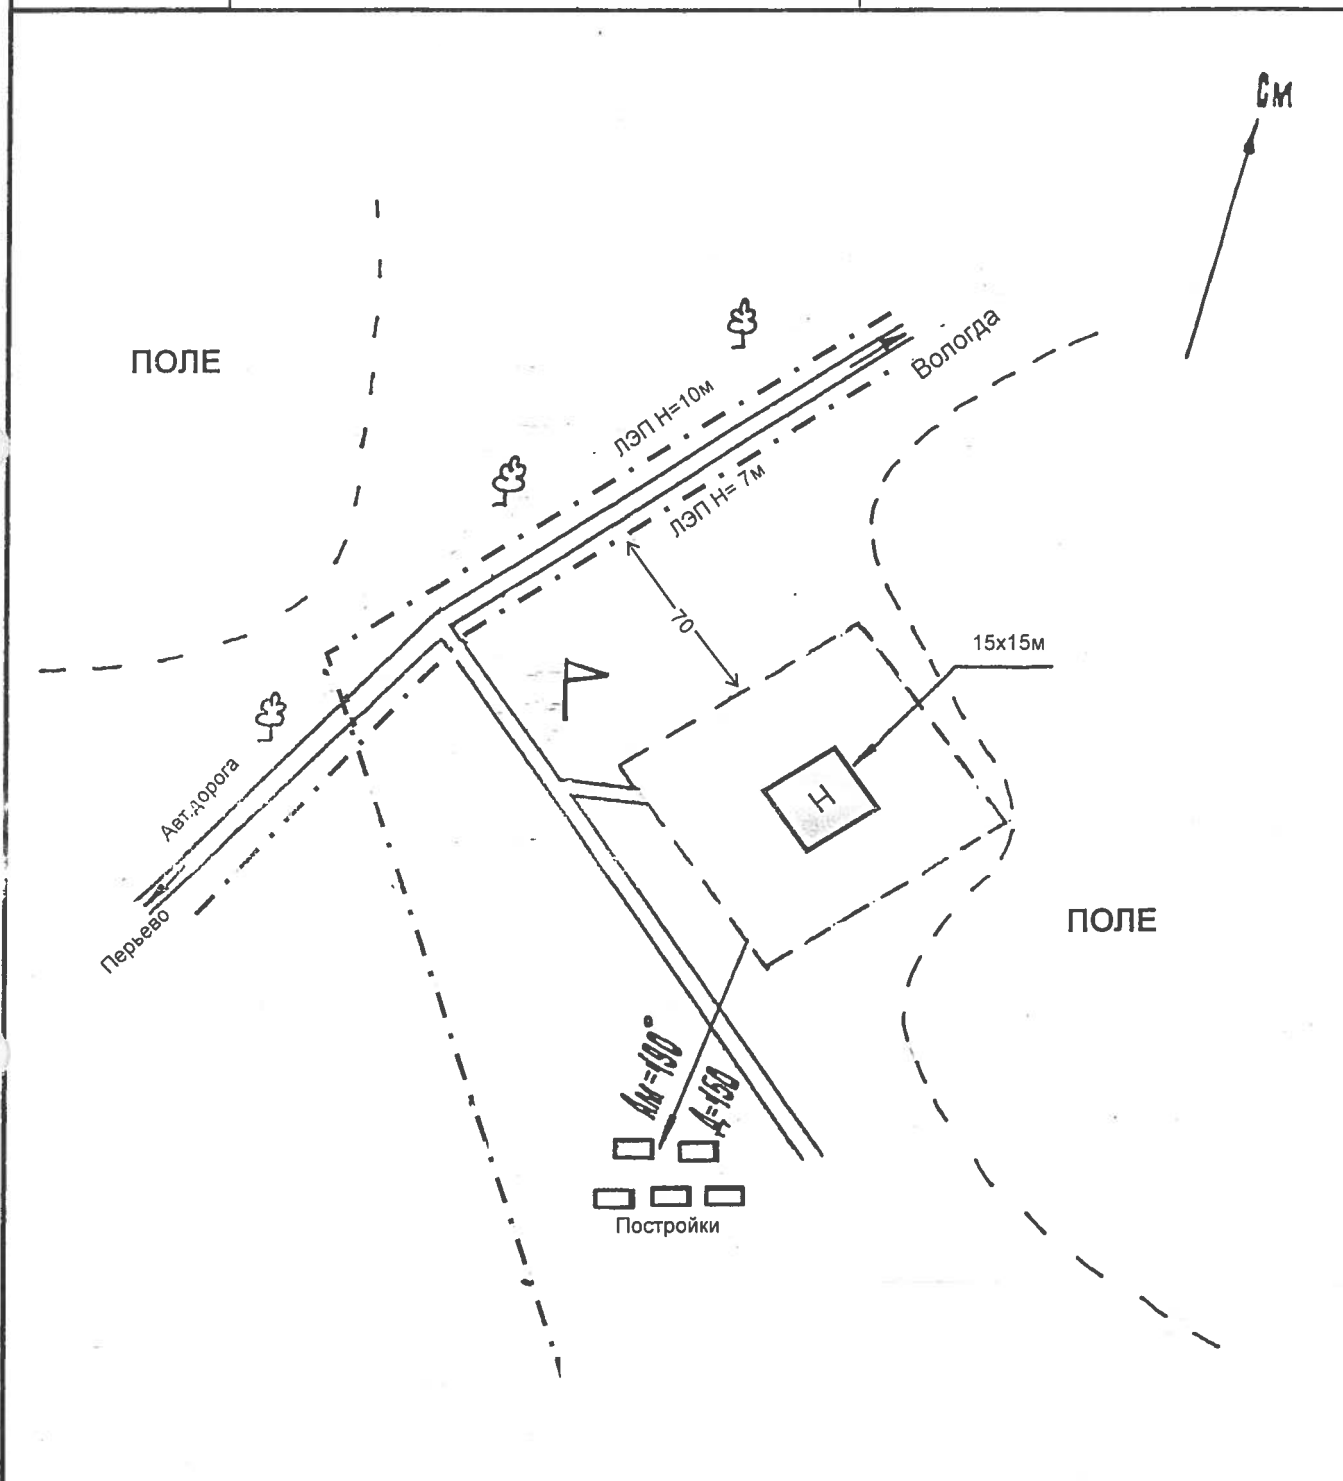 См
ПОЛЕ
Вологда
ЛЭП Н=10м
ЛЭП Н= 7м
70
15х15м
Авт.дорога
Н
Перьево
ПОЛЕ
Ам=190°
Д=150
Постройки